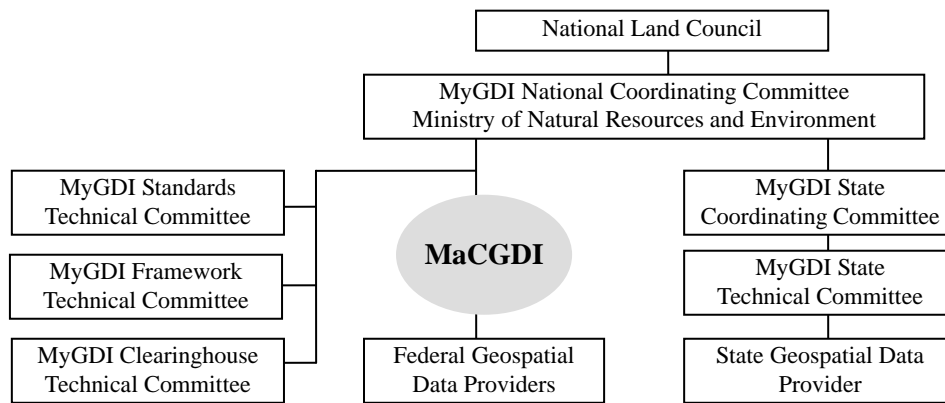 National Land Council
MyGDI National Coordinating Committee
Ministry of Natural Resources and Environment
MyGDI Standards
Technical Committee
MyGDI Framework
Technical Committee
MyGDI Clearinghouse
Technical Committee
MaCGDI
Federal Geospatial
Data Providers
MyGDI State
Coordinating Committee
MyGDI State
Technical Committee
State Geospatial Data
Provider